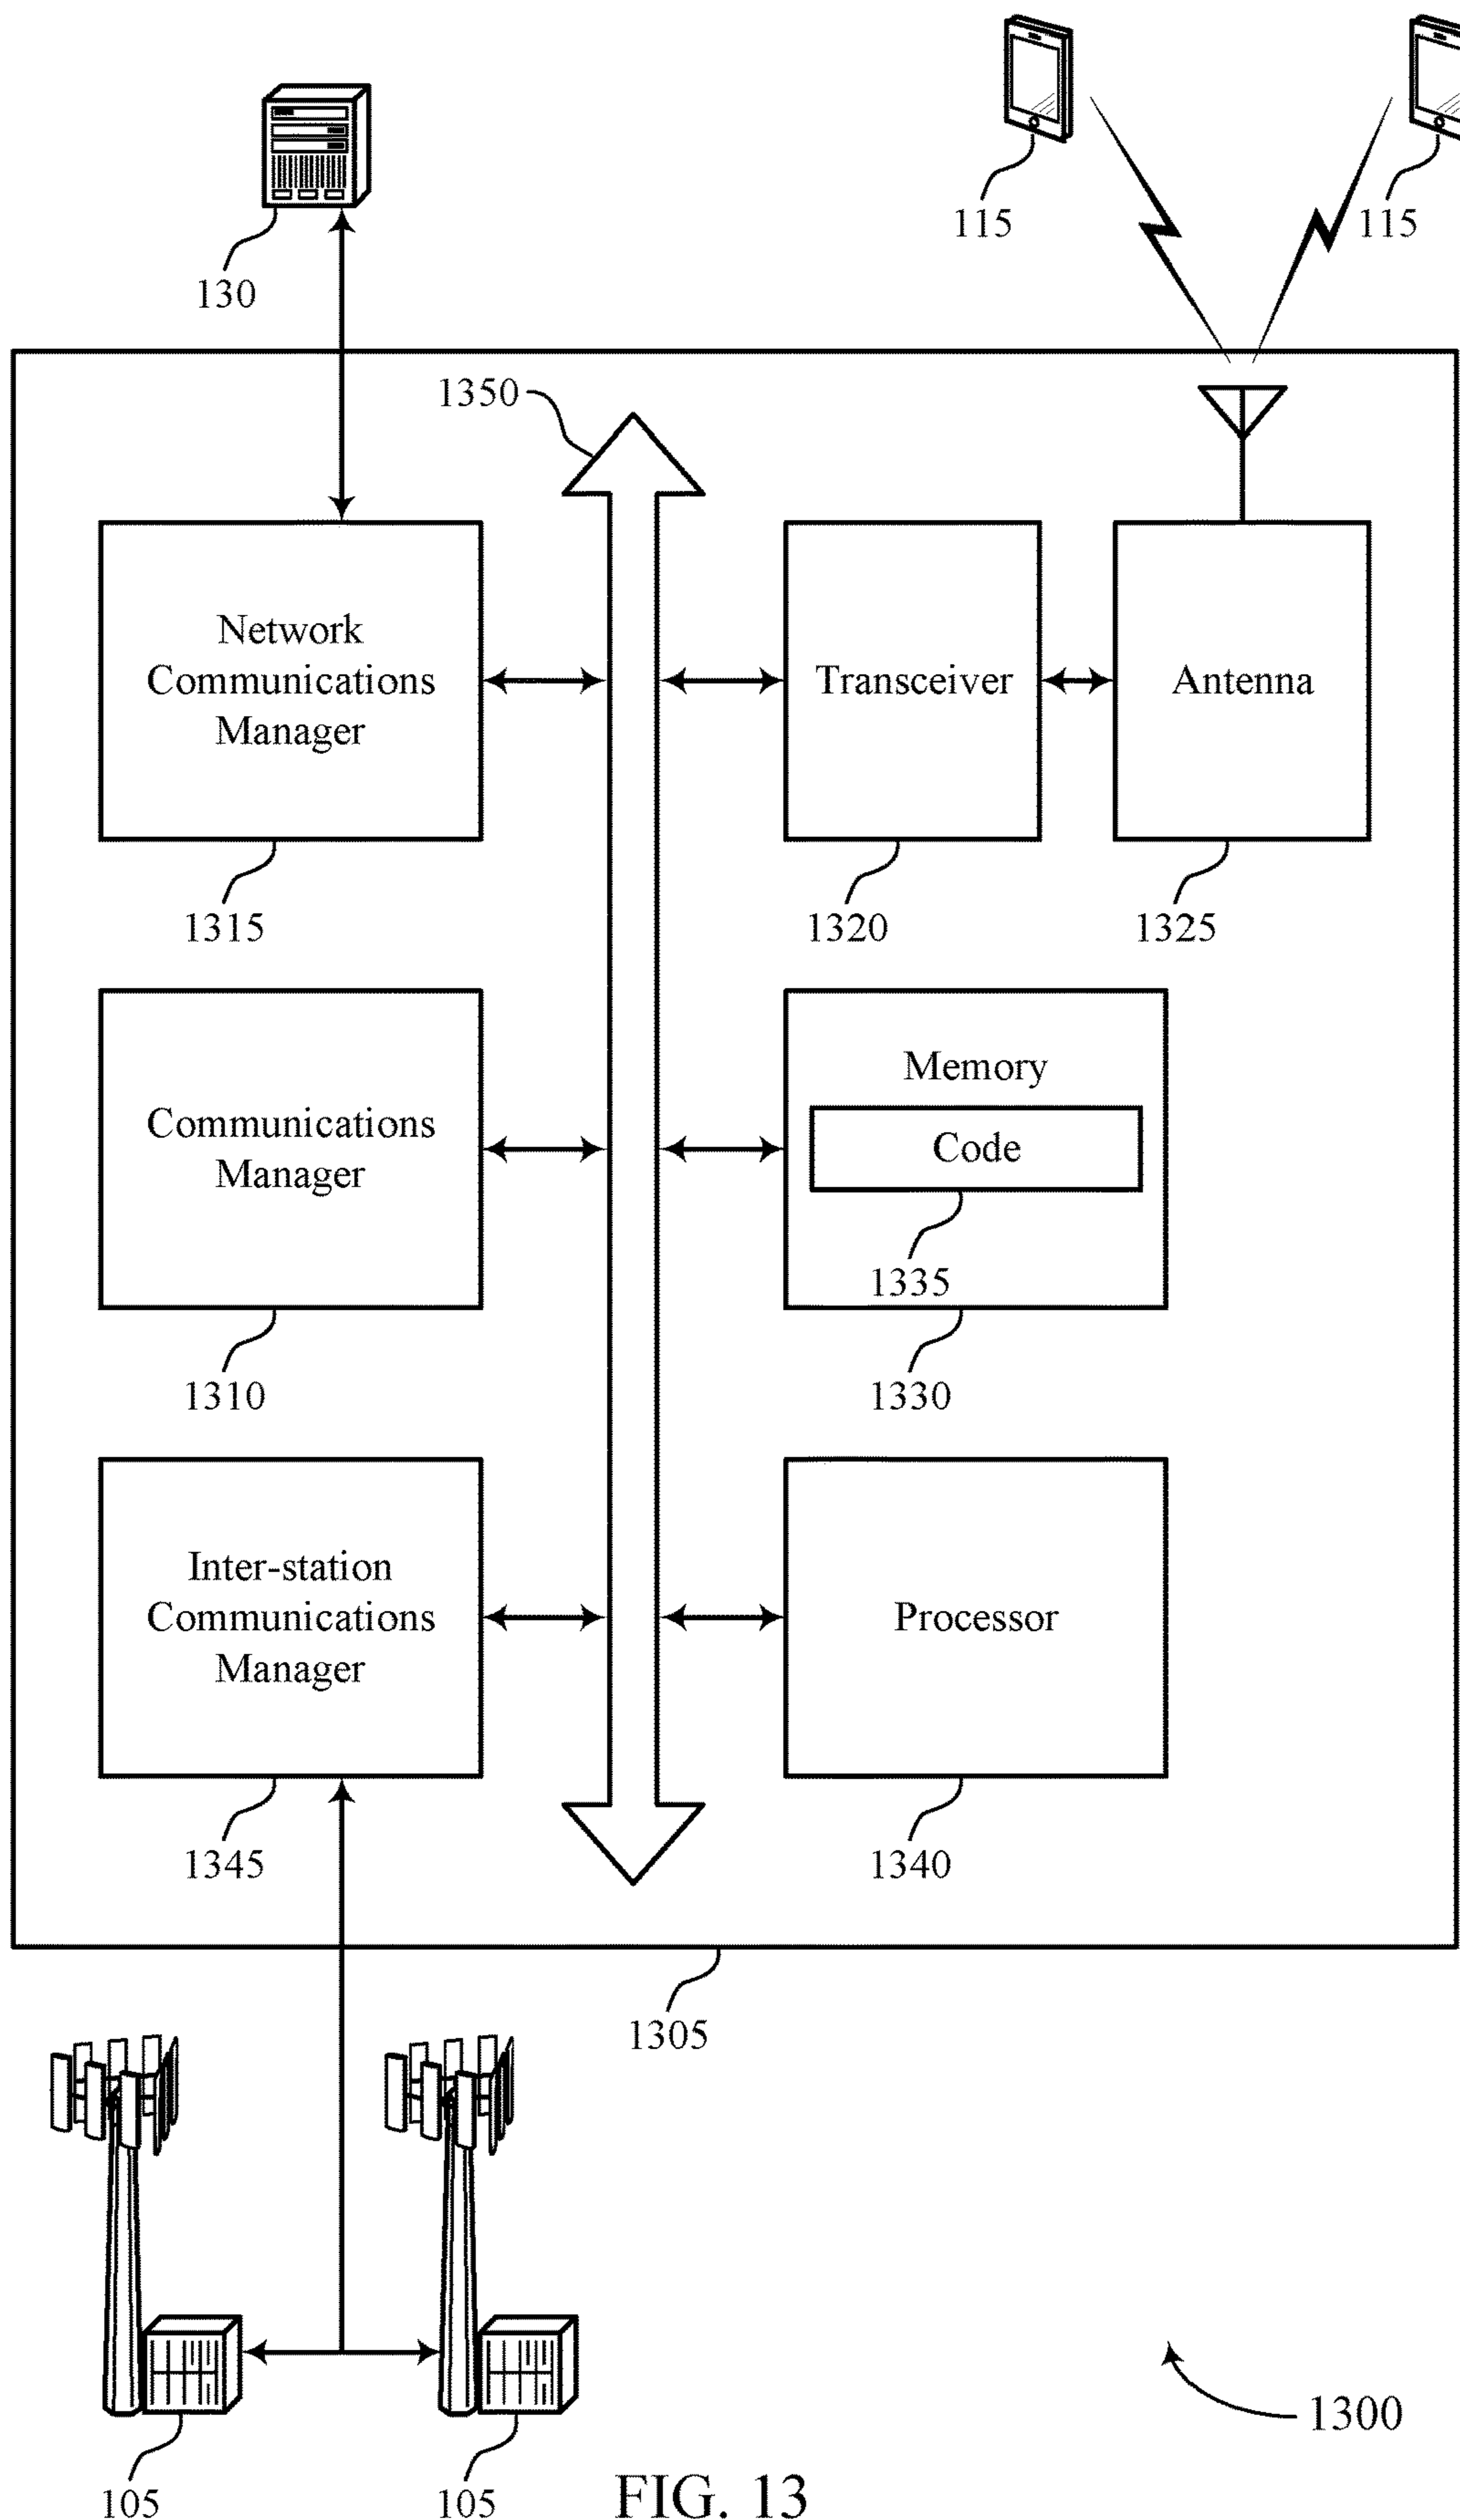 115
115
130
1350
Network
Communications
Manager
Transceiver
Antenna
1315
1320
1325
Communications
Manager
Memory
Code
1335
1310
1330
Inter-station
Communications
Manager
Processor
1345
1340
1305
1300
105
105
FIG. 13